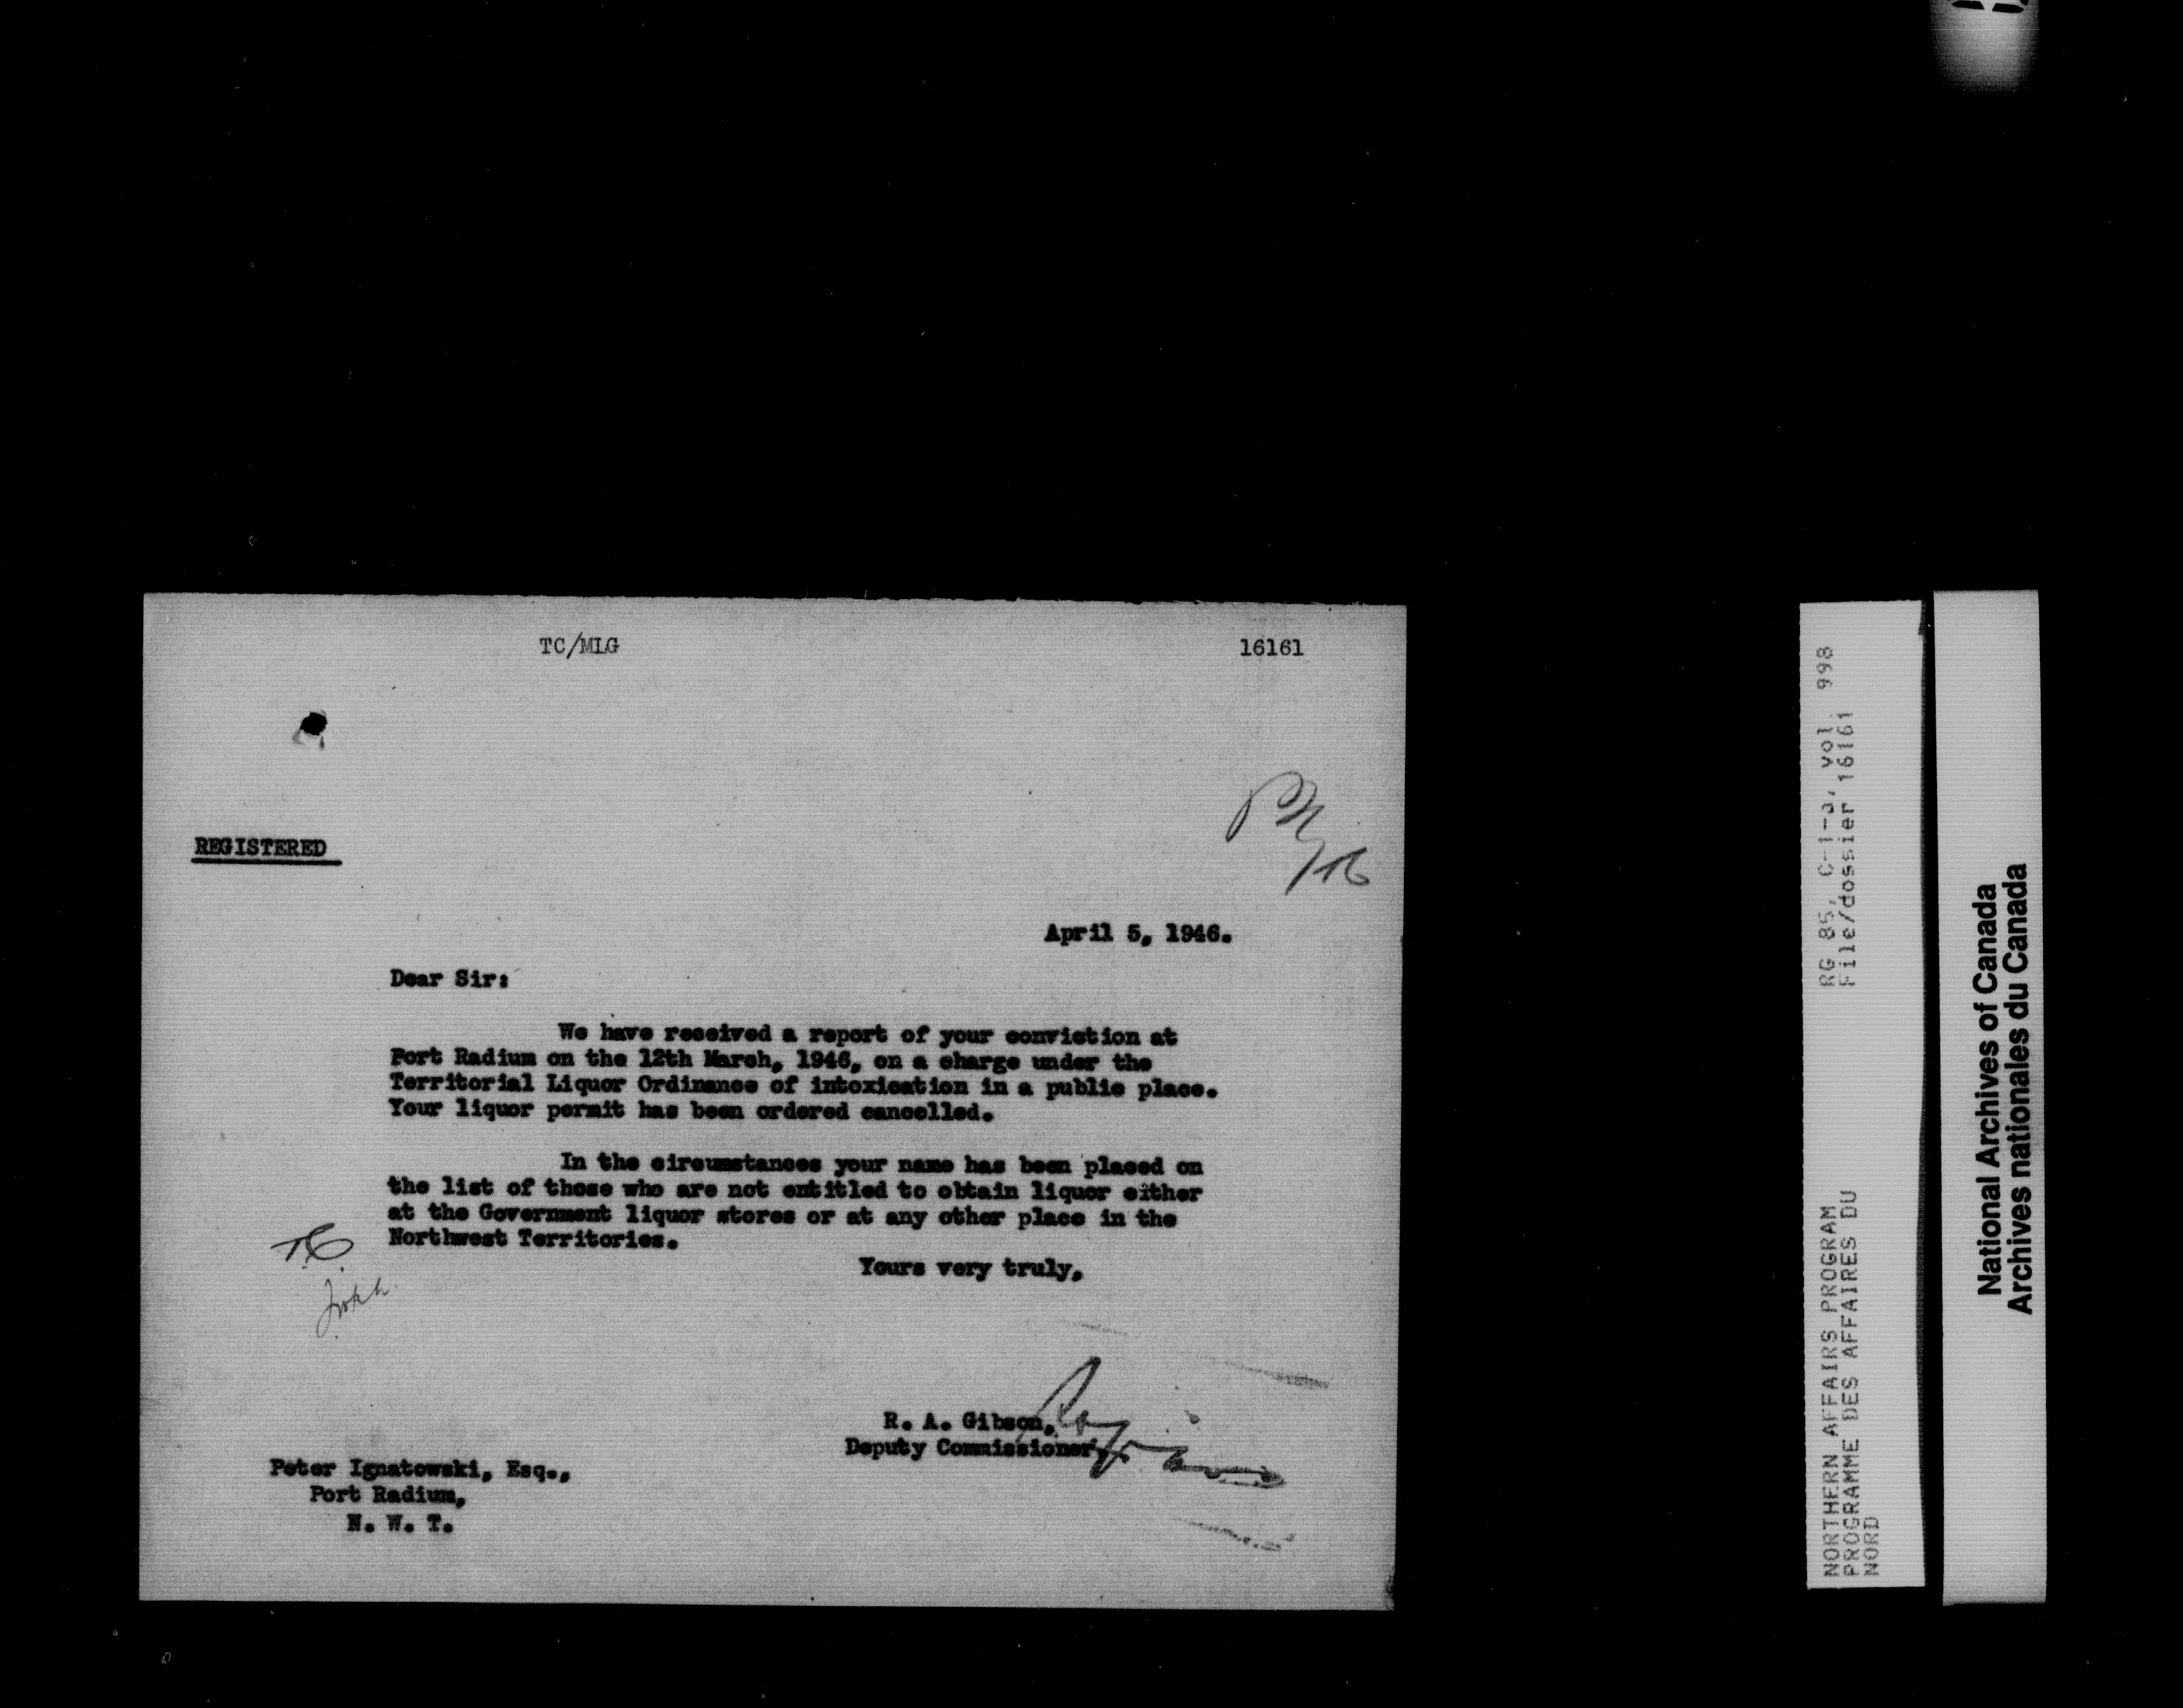 TC/MLG
16161
REGISTERED
April 5, 1946.
Dear Sir:
We have received a report of your conviction at
Port Radium on the 12th March, 1946, on a charge under the
Territorial Liquor Ordinance of intoxication in a public place.
Your liquor permit has been ordered cancelled.
In the circumstances your name has been placed on
the list of those who are not entitled to obtain liquor either
at the Government liquor stores or at any other place in the
Northwest Territories.
Yours very truly,
R. A. Gibson,
Deputy Commissioner.
Peter Ignatowski, Esq.,
Port Radium,
N. W. T.
RG 85, C-1-a, vol. 998
File/dossier 16161
NORTHERN AFFAIRS PROGRAM
PROGRAMME DES AFFAIRES DU
NORD
National Archives of Canada
Archives nationales du Canada